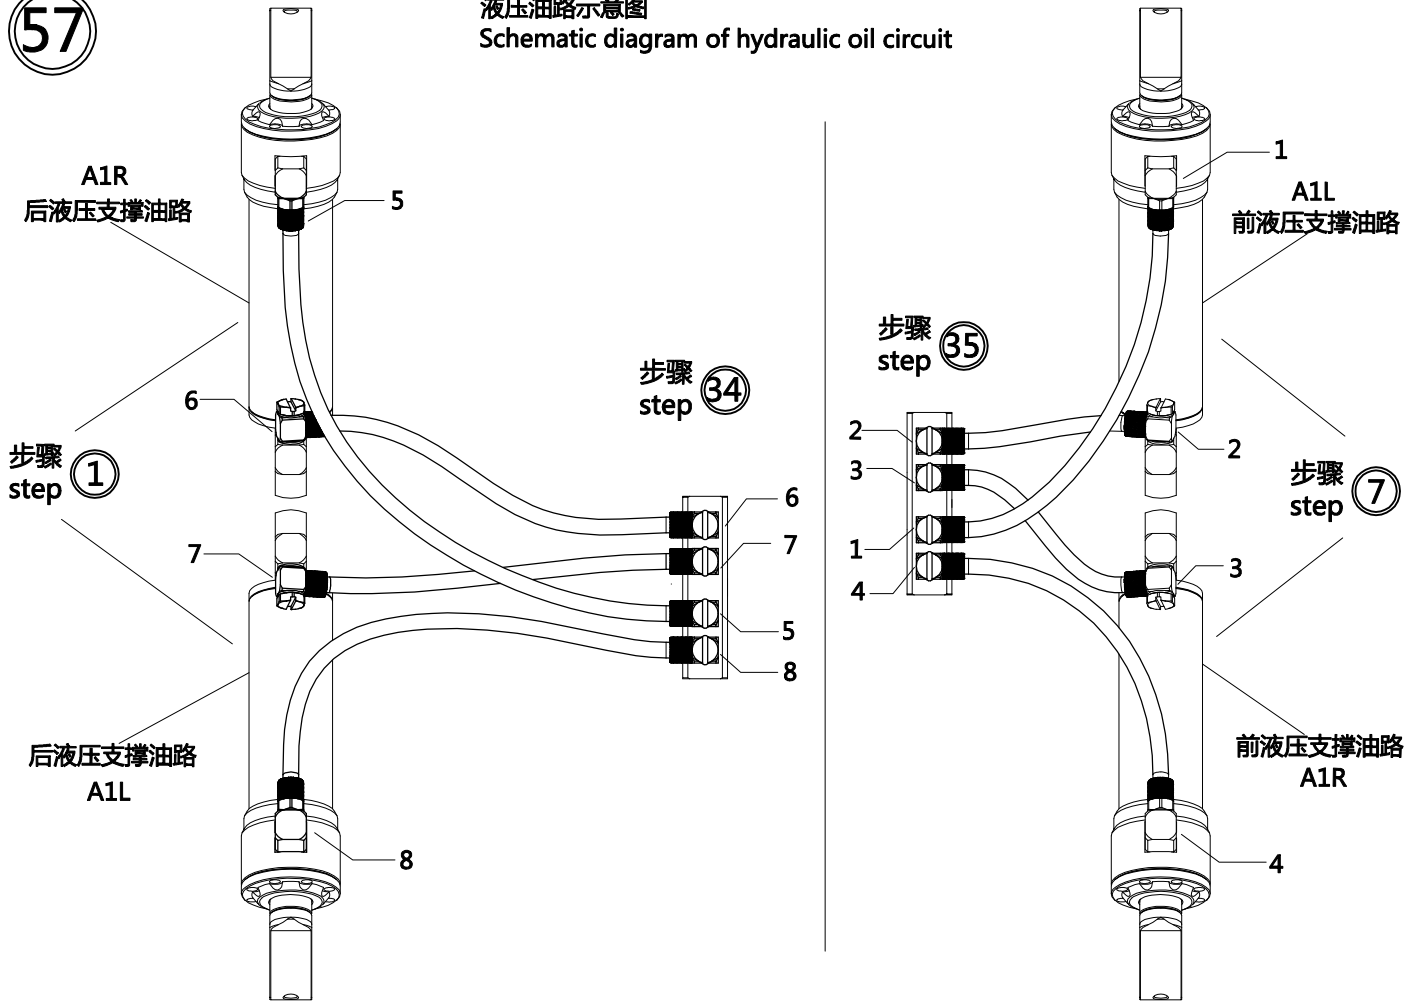 57
液压油路示意图
Schematic diagram of hydraulic oil circuit
A1R
后液压支撑油路
5
6
步骤
step 1
7
后液压支撑油路
A1L
8
步骤
step 34
6
7
5
8
步骤
step 35
2
3
1
4
1
A1L
前液压支撑油路
2
步骤
step 7
3
前液压支撑油路
A1R
4